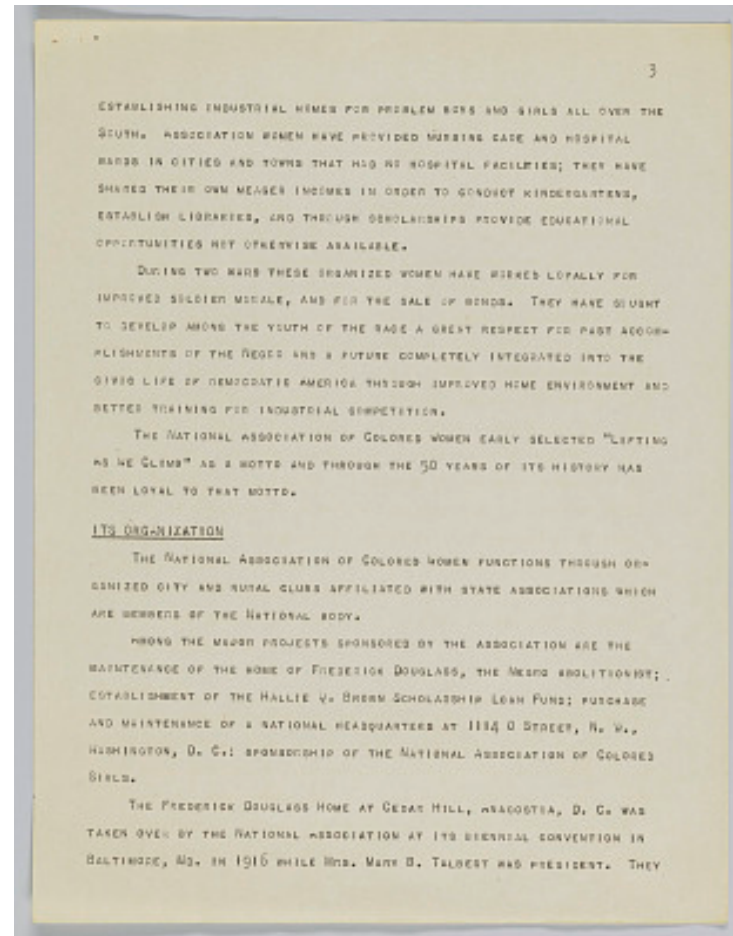 3
ESTABLISHING INDUSTRIAL HOMES FOR PROBLEM BOYS AND GIRLS ALL OVER THE
SOUTH. ASSOCIATION WOMEN HAVE PROVIDED NURSING CARE AND HOSPITAL
WARDS IN CITIES AND TOWNS THAT HAD NO HOSPITAL FACILITIES; THEY HAVE
SHARED THEIR OWN MEAGER INCOMES IN ORDER TO CONDUCT KINDERGARTENS,
ESTABLISH LIBRARIES, AND THROUGH SCHOLARSHIPS PROVIDE EDUCATIONAL
OPPORTUNITIES NOT OTHERWISE AVAILABLE.
DURING TWO WARS THESE ORGANIZED WOMEN HAVE WORKED LOYALLY FOR
IMPROVED SOLDIER MORALE, AND FOR THE SALE OF BONDS. THEY HAVE SOUGHT
TO DEVELOP AMONG THE YOUTH OF THE RACE A GREAT RESPECT FOR PAST ACCOM-
PLISHMENTS OF THE NEGRO AND A FUTURE COMPLETELY INTEGRATED INTO THE
CIVIC LIFE OF DEMOCRATIC AMERICA THROUGH IMPROVED HOME ENVIRONMENT AND
BETTER TRAINING FOR INDUSTRIAL COMPETITION.
THE NATIONAL ASSOCIATION OF COLORED WOMEN EARLY SELECTED "LIFTING
AS WE CLIMB" AS A MOTTO AND THROUGH THE 50 YEARS OF ITS HISTORY HAS
BEEN LOYAL TO THAT MOTTO.
ITS ORGANIZATION
THE NATIONAL ASSOCIATION OF COLORED WOMEN FUNCTIONS THROUGH OR-
GANIZED CITY AND RURAL CLUBS AFFILIATED WITH STATE ASSOCIATIONS WHICH
ARE MEMBERS OF THE NATIONAL BODY.
AMONG THE MAJOR PROJECTS SPONSORED BY THE ASSOCIATION ARE THE
MAINTENANCE OF THE HOME OF FREDERICK DOUGLASS, THE NEGRO ABOLITIONIST;
ESTABLISHMENT OF THE HALLIE Q. BROWN SCHOLARSHIP LOAN FUND; PURCHASE
AND MAINTENANCE OF A NATIONAL HEADQUARTERS AT 1114 O STREET, N. W.,
WASHINGTON, D. C.; SPONSORSHIP OF THE NATIONAL ASSOCIATION OF COLORED
GIRLS.
THE FREDERICK DOUGLASS HOME AT CEDAR HILL, ANACOSTIA, D. C. WAS
TAKEN OVER BY THE NATIONAL ASSOCIATION AT ITS BIENNIAL CONVENTION IN
BALTIMORE, MD. IN 1916 WHILE MRS. MARY B. TALBERT WAS PRESIDENT. THEY